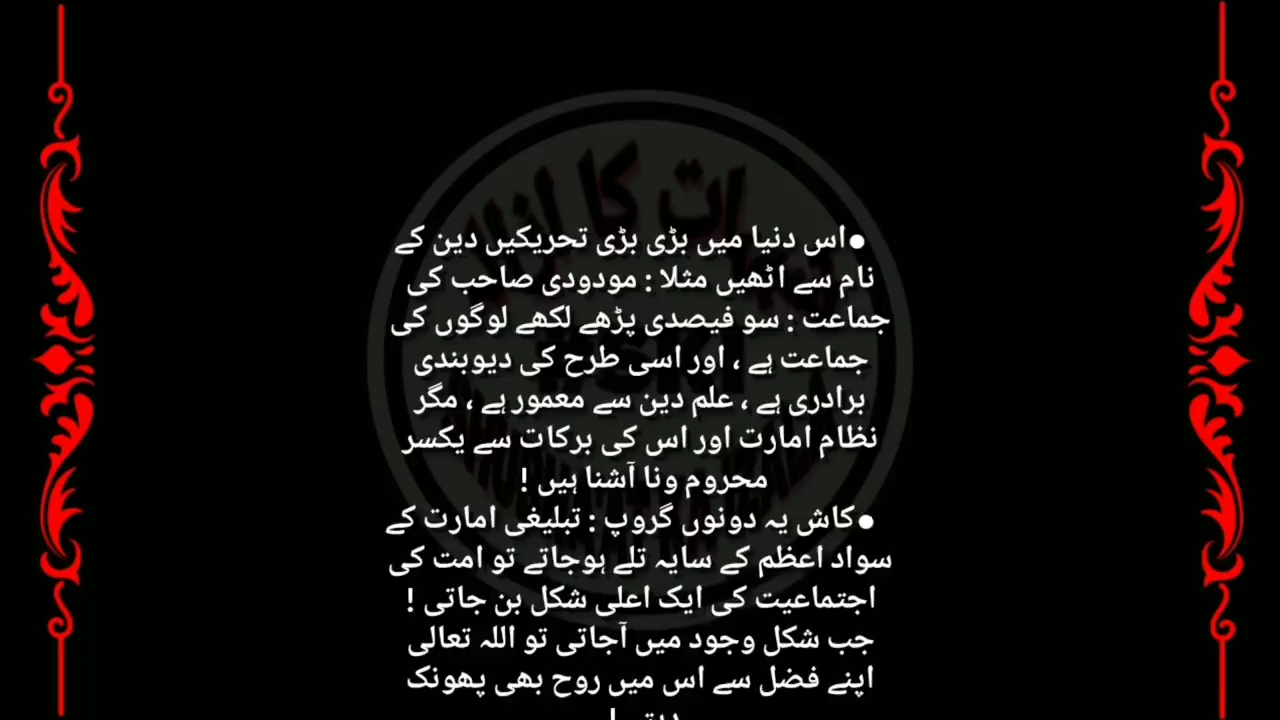 ●اس دنیا میں بڑی بڑی تحریکیں دین کے
نام سے اٹھیں مثلا : مودودی صاحب کی
جماعت : سو فیصدی پڑھے لکھے لوگوں کی
جماعت ہے ، اور اسی طرح کی دیوبندی
برادری ہے ، علم دین سے معمور ہے ، مگر
نظام امارت اور اس کی برکات سے یکسر
محروم ونا آشنا ہیں !
●کاش یہ دونوں گروپ : تبلیغی امارت کے
سواد اعظم کے سایہ تلے ہوجاتے تو امت کی
اجتماعیت کی ایک اعلی شکل بن جاتی !
جب شکل وجود میں آجاتی تو اللہ تعالی
اپنے فضل سے اس میں روح بھی پھونک